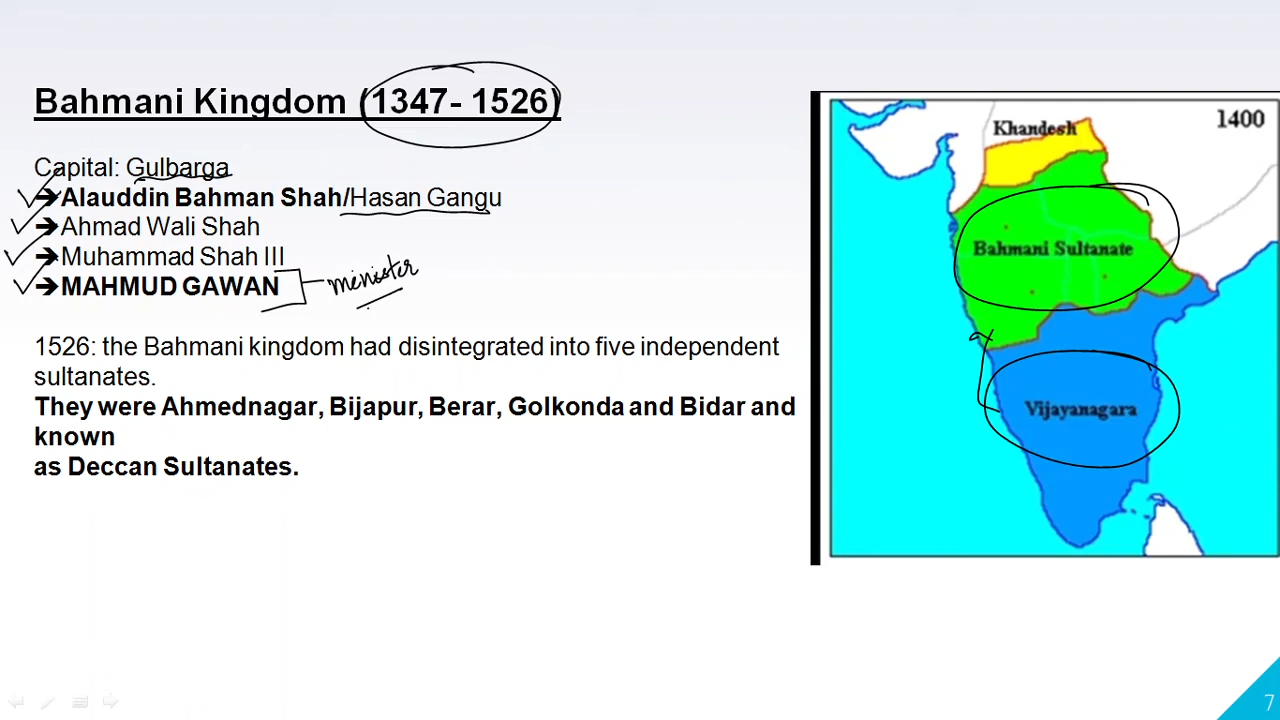 Bahmani Kingdom (1347- 1526)
Capital: Gulbarga
➔Alauddin Bahman Shah/Hasan Gangu
➔Ahmad Wali Shah
➔Muhammad Shah III
➔MAHMUD GAWAN
minister
1526: the Bahmani kingdom had disintegrated into five independent
sultanates.
They were Ahmednagar, Bijapur, Berar, Golkonda and Bidar and
known
as Deccan Sultanates.
Khandesh
1400
Bahmani Sultanate
Vijayanagara
7